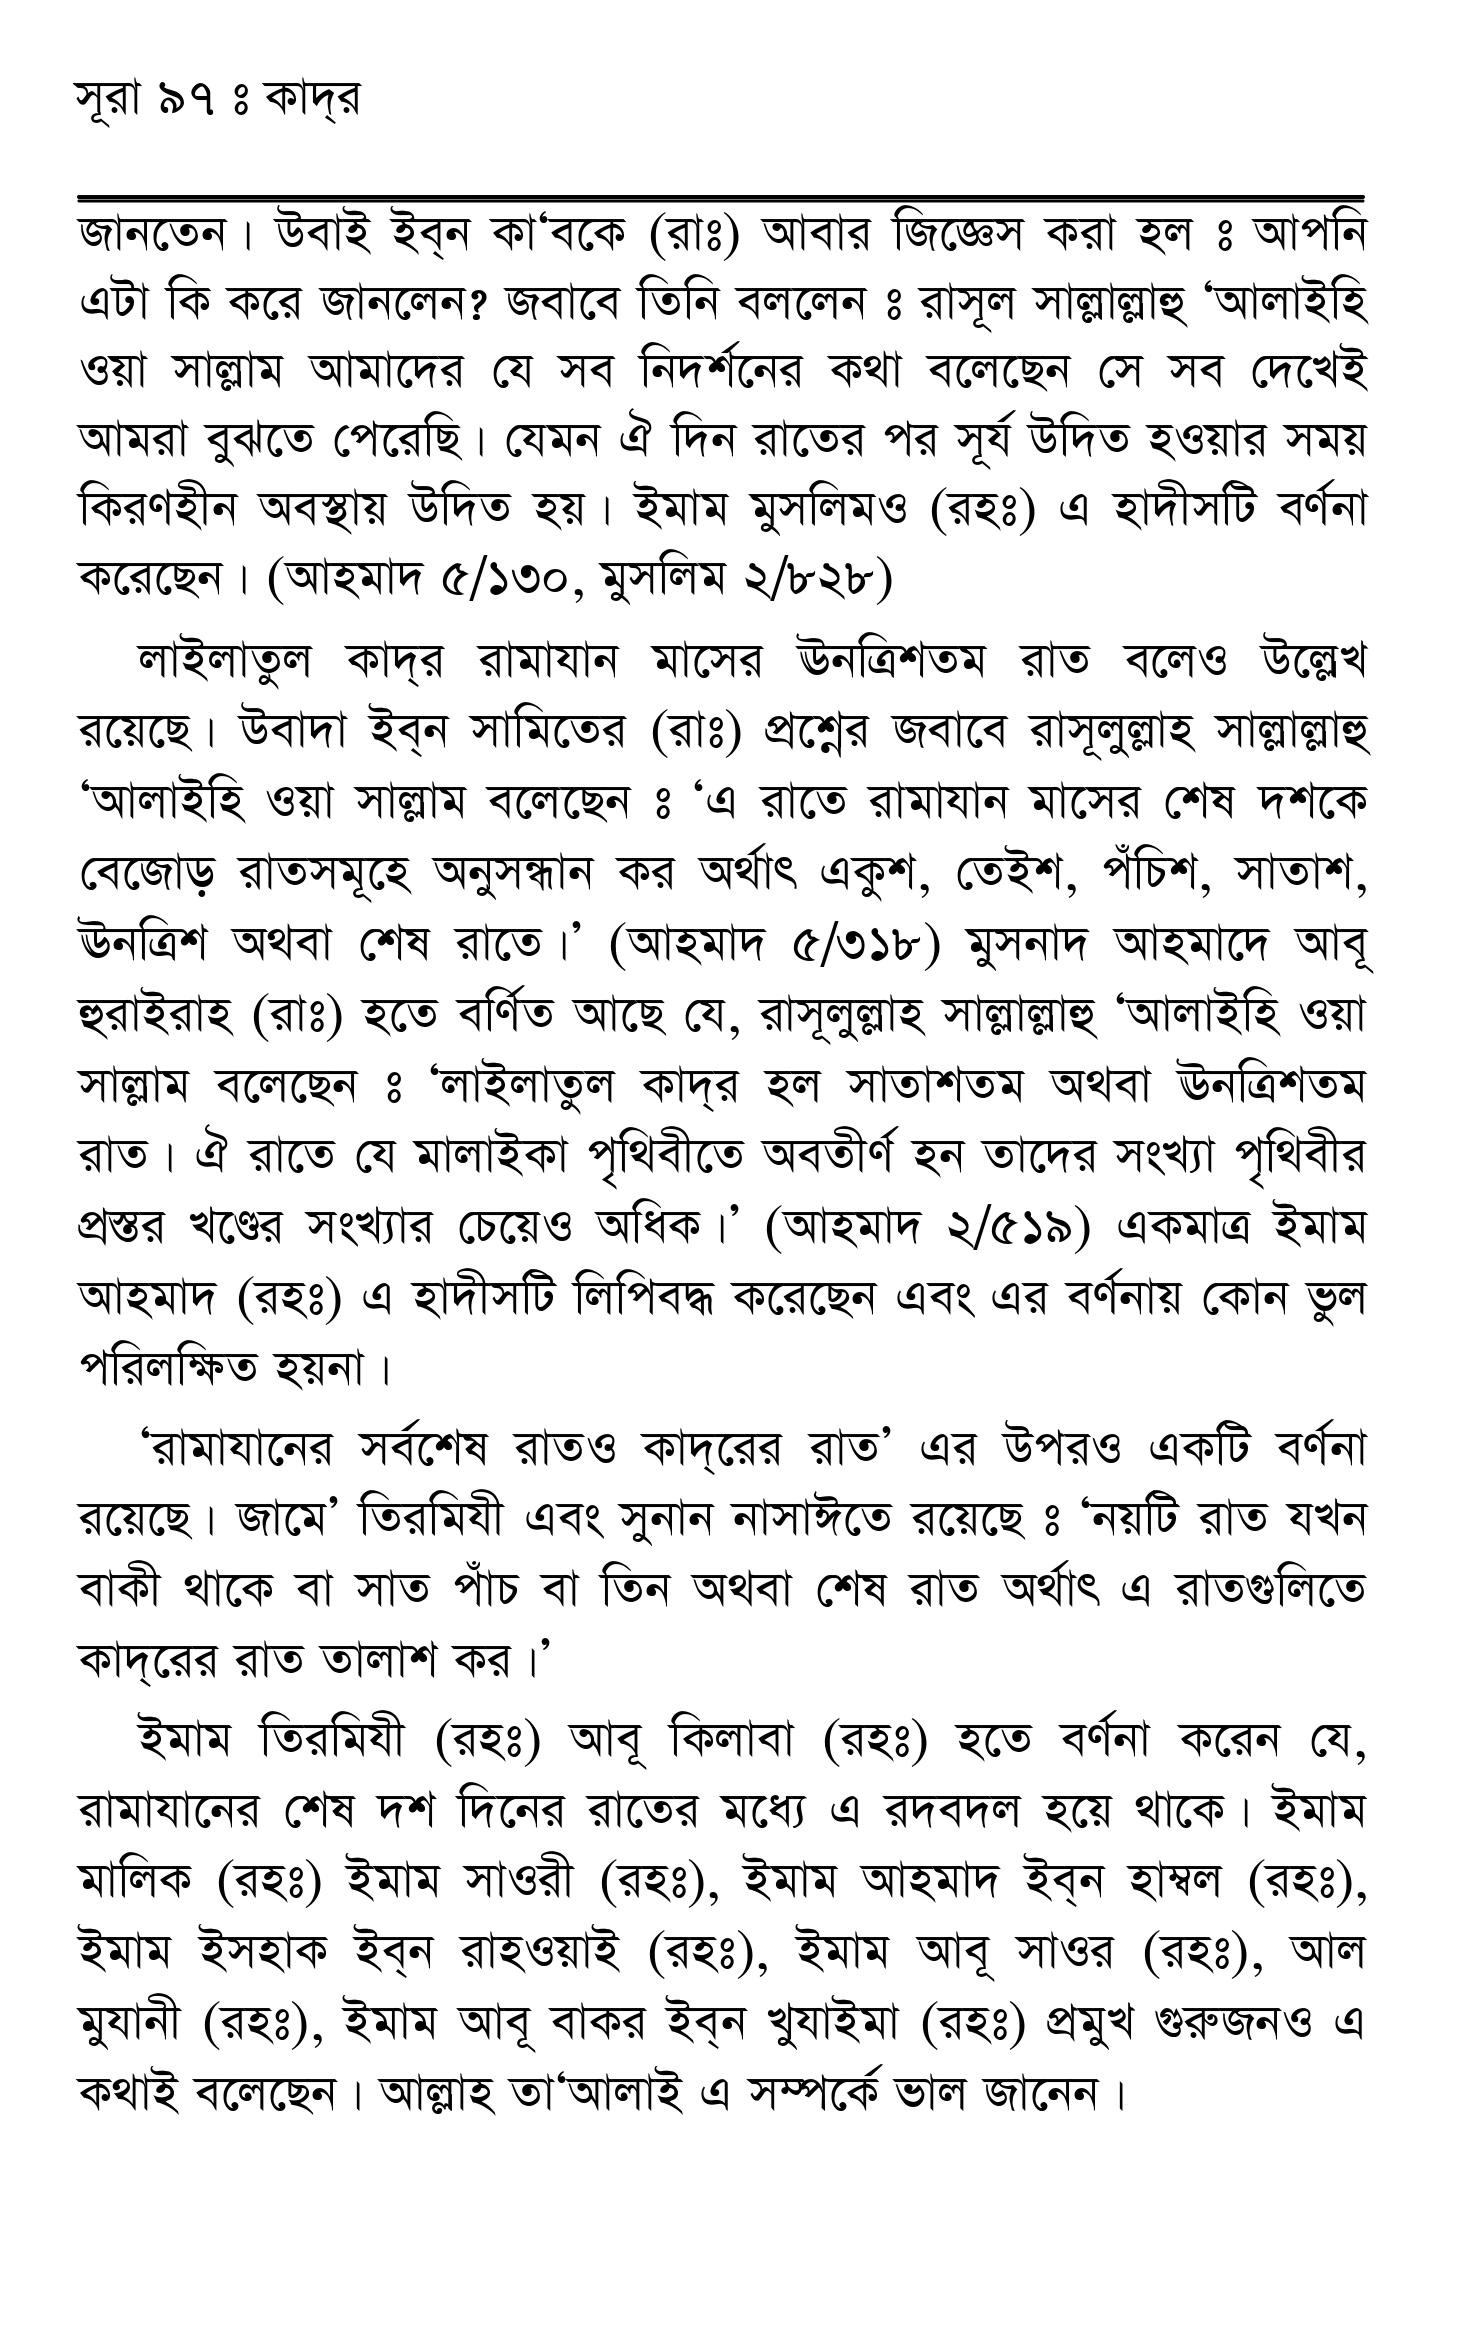 সূরা ৯৭ ঃ কাদ্‌র
জানতেন। উবাই ইব্‌ন কা‘বকে (রাঃ) আবার জিজ্ঞেস করা হল ঃ আপনি
এটা কি করে জানলেন? জবাবে তিনি বললেন ঃ রাসূল সাল্লাল্লাহু ‘আলাইহি
ওয়া সাল্লাম আমাদের যে সব নিদর্শনের কথা বলেছেন সে সব দেখেই
আমরা বুঝতে পেরেছি। যেমন ঐ দিন রাতের পর সূর্য উদিত হওয়ার সময়
কিরণহীন অবস্থায় উদিত হয়। ইমাম মুসলিমও (রহঃ) এ হাদীসটি বর্ণনা
করেছেন। (আহমাদ ৫/১৩০, মুসলিম ২/৮২৮)
লাইলাতুল কাদ্‌র রামাযান মাসের ঊনত্রিশতম রাত বলেও উল্লেখ
রয়েছে। উবাদা ইব্‌ন সামিতের (রাঃ) প্রশ্নের জবাবে রাসূলুল্লাহ সাল্লাল্লাহু
‘আলাইহি ওয়া সাল্লাম বলেছেন ঃ ‘এ রাতে রামাযান মাসের শেষ দশকে
বেজোড় রাতসমূহে অনুসন্ধান কর অর্থাৎ একুশ, তেইশ, পঁচিশ, সাতাশ,
ঊনত্রিশ অথবা শেষ রাতে।’ (আহমাদ ৫/৩১৮) মুসনাদ আহমাদে আবূ
হুরাইরাহ (রাঃ) হতে বর্ণিত আছে যে, রাসূলুল্লাহ সাল্লাল্লাহু ‘আলাইহি ওয়া
সাল্লাম বলেছেন ঃ ‘লাইলাতুল কাদ্‌র হল সাতাশতম অথবা ঊনত্রিশতম
রাত। ঐ রাতে যে মালাইকা পৃথিবীতে অবতীর্ণ হন তাদের সংখ্যা পৃথিবীর
প্রস্তর খণ্ডের সংখ্যার চেয়েও অধিক।’ (আহমাদ ২/৫১৯) একমাত্র ইমাম
আহমাদ (রহঃ) এ হাদীসটি লিপিবদ্ধ করেছেন এবং এর বর্ণনায় কোন ভুল
পরিলক্ষিত হয়না।
‘রামাযানের সর্বশেষ রাতও কাদ্‌রের রাত’ এর উপরও একটি বর্ণনা
রয়েছে। জামে’ তিরমিযী এবং সুনান নাসাঈতে রয়েছে ঃ ‘নয়টি রাত যখন
বাকী থাকে বা সাত পাঁচ বা তিন অথবা শেষ রাত অর্থাৎ এ রাতগুলিতে
কাদ্‌রের রাত তালাশ কর।’
ইমাম তিরমিযী (রহঃ) আবূ কিলাবা (রহঃ) হতে বর্ণনা করেন যে,
রামাযানের শেষ দশ দিনের রাতের মধ্যে এ রদবদল হয়ে থাকে। ইমাম
মালিক (রহঃ) ইমাম সাওরী (রহঃ), ইমাম আহমাদ ইব্‌ন হাম্বল (রহঃ),
ইমাম ইসহাক ইব্‌ন রাহওয়াই (রহঃ), ইমাম আবূ সাওর (রহঃ), আল
মুযানী (রহঃ), ইমাম আবূ বাকর ইব্‌ন খুযাইমা (রহঃ) প্রমুখ গুরুজনও এ
কথাই বলেছেন। আল্লাহ তা‘আলাই এ সম্পর্কে ভাল জানেন।